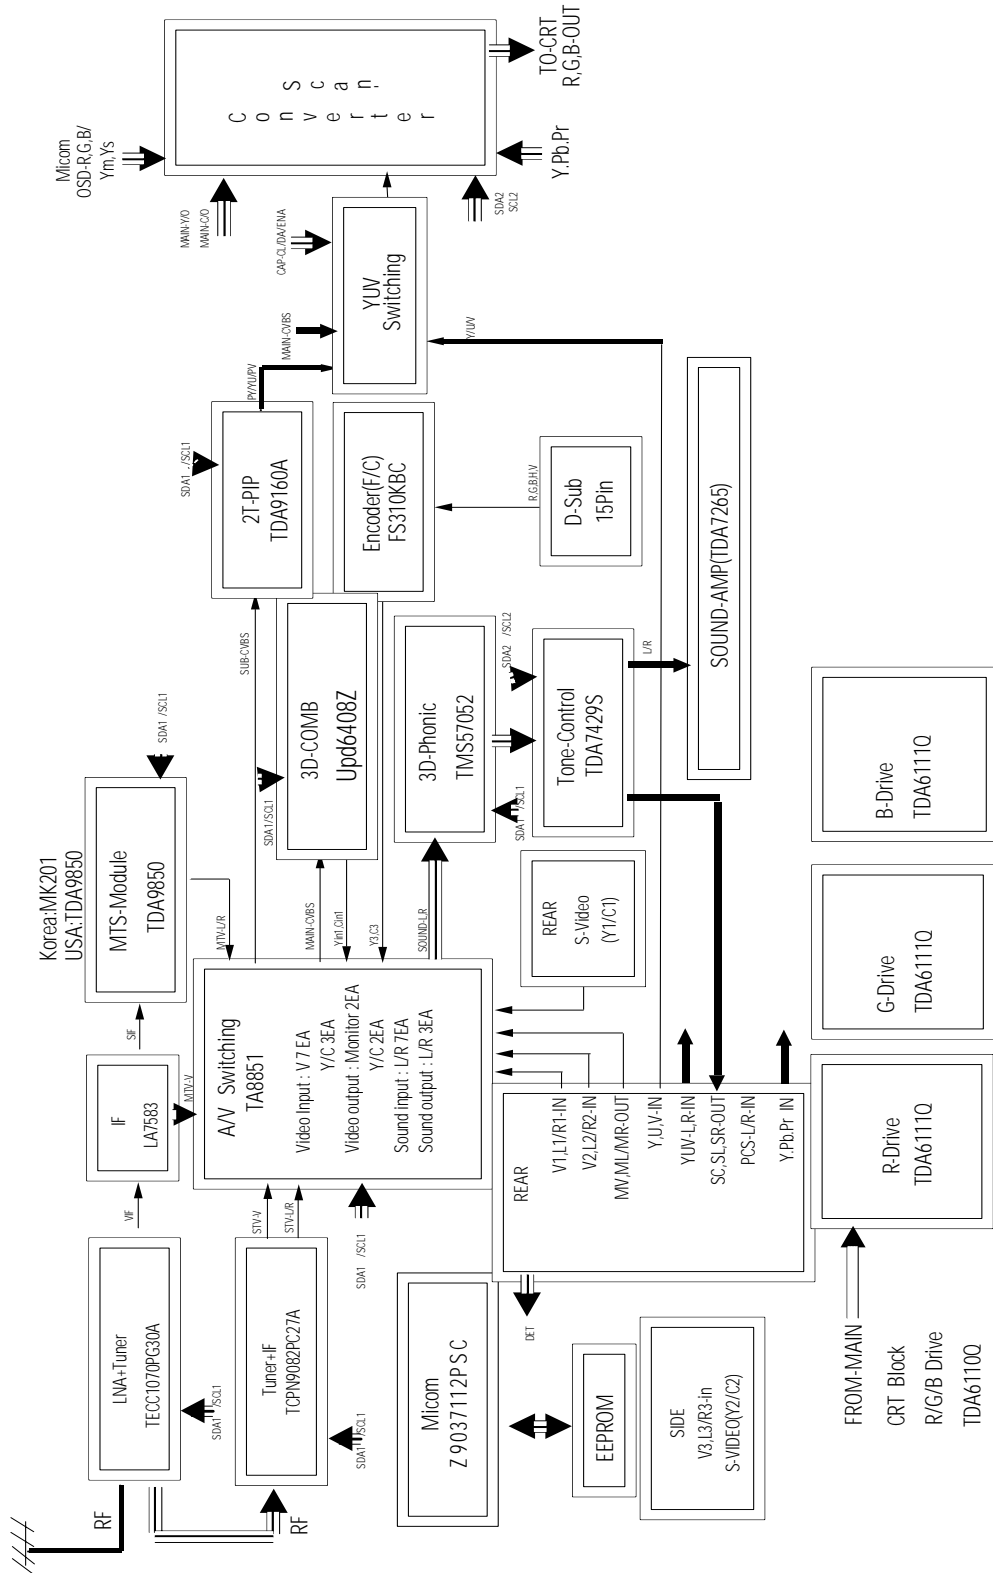 RF
LNA+Tuner
TECC1070PG30A
SDA1 /SCL1
RF
Tuner+IF
TCPN9082PC27A
SDA1 /SCL1
VIF
IF
LA7583
SIF
MTV-V
Korea:MK201
USA:TDA9850
MTS-Module
TDA9850
SDA1 /SCL1
MTV-L/R
STV-V
STV-L/R
SDA1 /SCL1
A/V Switching
TA8851
Video Input : V 7 EA
Y/C 3EA
Video output : Monitor 2EA
Y/C 2EA
Sound input : L/R 7EA
Sound output : L/R 3EA
SUB-CVBS
MAIN-CVBS
Yin1,Cin1
Y3,C3
SOUND-L,R
SDA1/SCL1
3D-COMB
Upd6408Z
SDA1 ./SCL1
2T-PIP
TDA9160A
PY/YU/PV
Encoder(F/C)
FS310KBC
R,G,B,H,V
D-Sub
15Pin
MAIN-CVBS
CAP-CL/DA/ENA
YUV
Switching
Y/U/V
Micom
OSD-R,G,B/
Ym,Ys
MAIN-Y/O
MAIN-C/O
Scan
Converter
SDA2
SCL2
Y.Pb.Pr
TO-CRT
R,G,B-OUT
3D-Phonic
TMS57052
SDA1 /SCL1
SDA2 /SCL2
Tone-Control
TDA7429S
L/R
SOUND-AMP(TDA7265)
REAR
S-Video
(Y1/C1)
REAR
V1,L1/R1-IN
V2,L2/R2-IN
MV,ML/MR-OUT
Y,U,V-IN
YUV-L,R-IN
SC,SL,SR-OUT
PCS-L/R-IN
Y.Pb.Pr IN
DET
Micom
Z9037112PSC
EEPROM
SIDE
V3,L3/R3-in
S-VIDEO(Y2/C2)
FROM-MAIN
CRT Block
R/G/B Drive
TDA6110Q
R-Drive
TDA6111Q
G-Drive
TDA6111Q
B-Drive
TDA6111Q